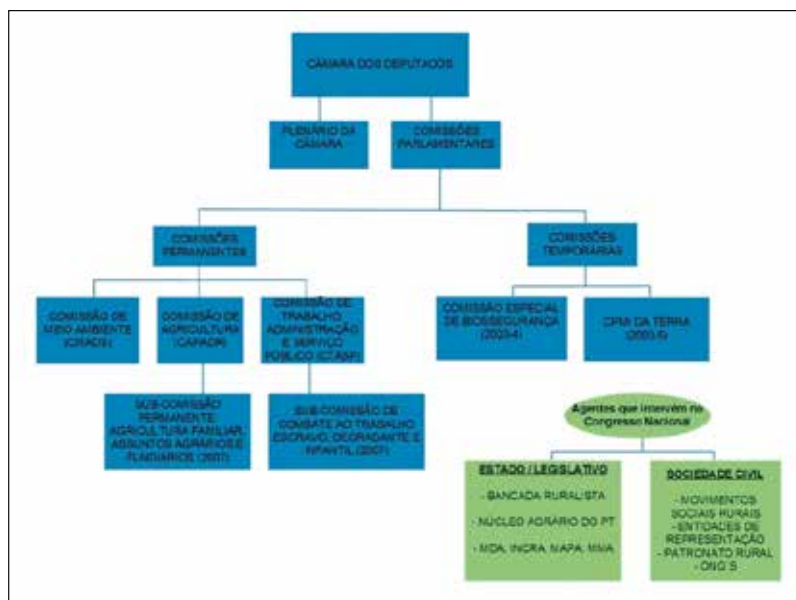 CÂMARA DOS DEPUTADOS
PLENÁRIO DA
CÂMARA
COMISSÕES
PARLAMENTARES
COMISSÕES
PERMANENTES
COMISSÕES
TEMPORÁRIAS
COMISSÃO DE
MEIO AMBIENTE
COMISSÃO DE
AGRICULTURA (CAPADR)
COMISSÃO DE
TRABALHO
ADMINISTRAÇÃO
E SERVIÇO
PÚBLICO (CTASP)
COMISSÃO ESPECIAL
DE BIOSSEGURANÇA
(2003-4)
CPMI DA TERRA
SUB-COMISSÃO
PERMANENTE
AGRICULTURA FAMILIAR,
ASSUNTOS AGRÁRIOS E
FUNDIÁRIOS (2007)
SUB-COMISSÃO DE
COMBATE AO TRABALHO
ESCRAVO, DEGRADANTE E
INFANTIL (2007)
Agentes que intervém no
Congresso Nacional
ESTADO / LEGISLATIVO
- BANCADA RURALISTA
- NÚCLEO AGRÁRIO DO PT
- MDA, INCRA, MAPA, MMA
SOCIEDADE CIVIL
- MOVIMENTOS
SOCIAIS RURAIS
- ENTIDADES DE
REPRESENTAÇÃO
- PATRONATO RURAL
- ONG´S